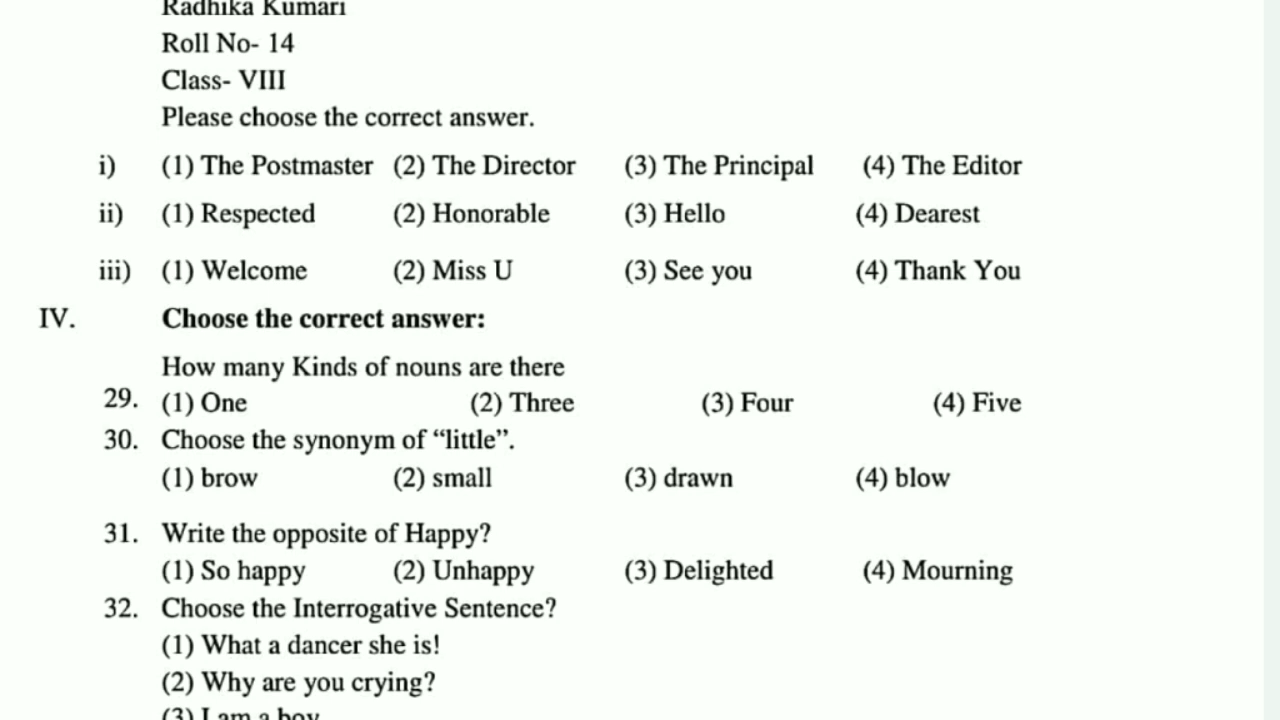 Radhika Kumari
Roll No- 14
Class- VIII
Please choose the correct answer.
i) (1) The Postmaster (2) The Director (3) The Principal (4) The Editor
ii) (1) Respected (2) Honorable (3) Hello (4) Dearest
iii) (1) Welcome (2) Miss U (3) See you (4) Thank You
IV. Choose the correct answer:
How many Kinds of nouns are there
29. (1) One (2) Three (3) Four (4) Five
30. Choose the synonym of “little”.
(1) brow (2) small (3) drawn (4) blow
31. Write the opposite of Happy?
(1) So happy (2) Unhappy (3) Delighted (4) Mourning
32. Choose the Interrogative Sentence?
(1) What a dancer she is!
(2) Why are you crying?
(3) I am a boy